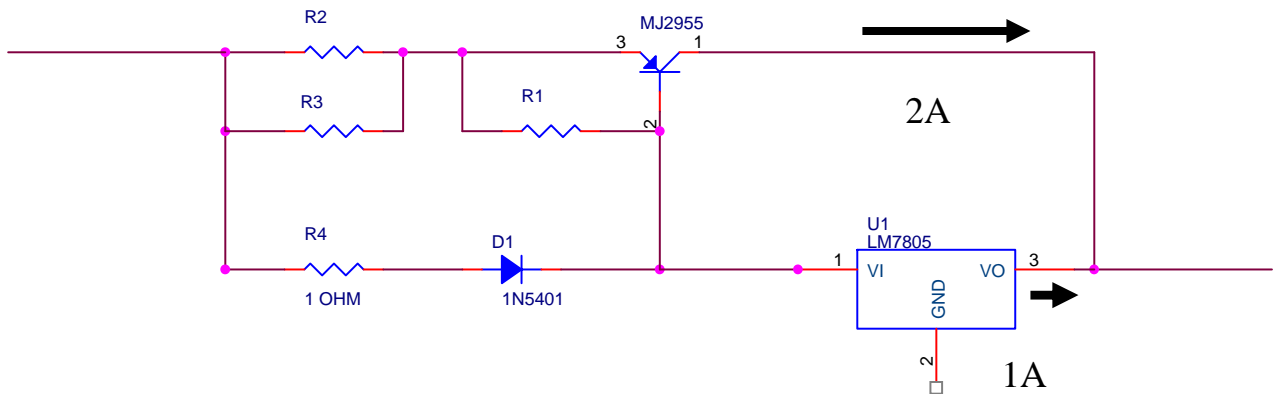 R2
MJ2955
3
1
R3
R1
2A
2
R4
D1
U1
LM7805
1
VI
VO
3
GND
1 OHM
1N5401
2
1A